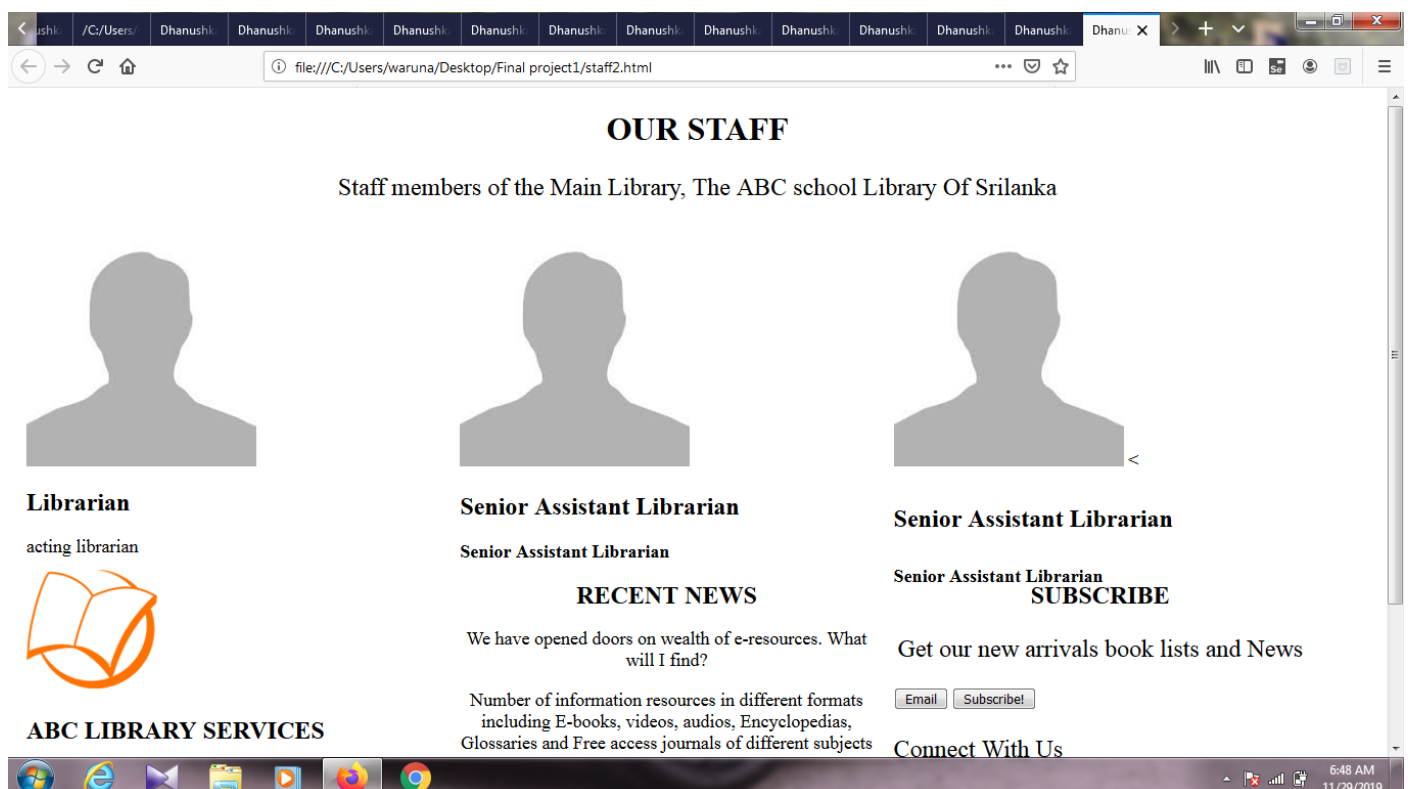 ushk
/C:/Users/
Dhanushk
Dhanushk
Dhanushk
Dhanushk
Dhanushk
Dhanushk
Dhanushk
Dhanushk
Dhanushk
Dhanushk
Dhanushk
Dhanushk
Dhanu
file:///C:/Users/waruna/Desktop/Final project1/staff2.html
Se
OUR STAFF
Staff members of the Main Library, The ABC school Library Of Srilanka
<
Librarian
acting librarian
Senior Assistant Librarian
Senior Assistant Librarian
Senior Assistant Librarian
Senior Assistant Librarian
ABC LIBRARY SERVICES
RECENT NEWS
We have opened doors on wealth of e-resources. What
will I find?
Number of information resources in different formats
including E-books, videos, audios, Encyclopedias,
Glossaries and Free access journals of different subjects
SUBSCRIBE
Get our new arrivals book lists and News
Email Subscribe!
Connect With Us
6:48 AM
11/29/2019